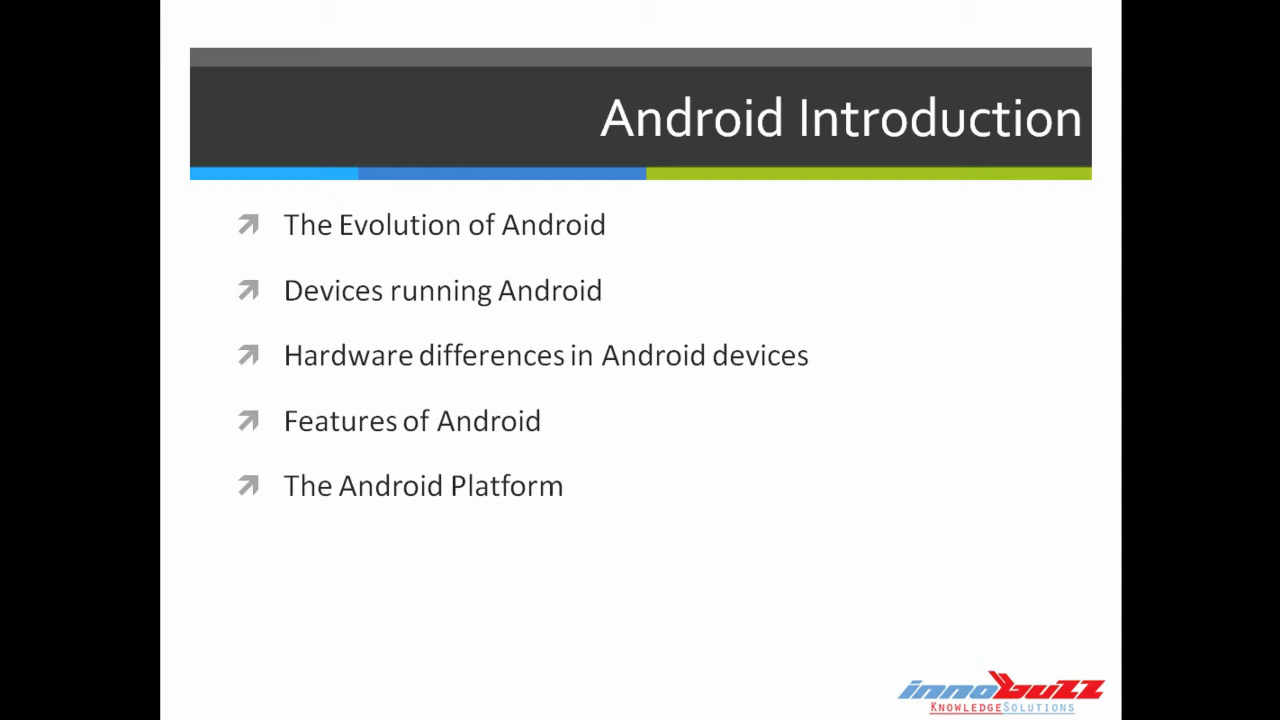 Android Introduction
The Evolution of Android
Devices running Android
Hardware differences in Android devices
Features of Android
The Android Platform
innobuzz
KNOWLEDGESOLUTIONS